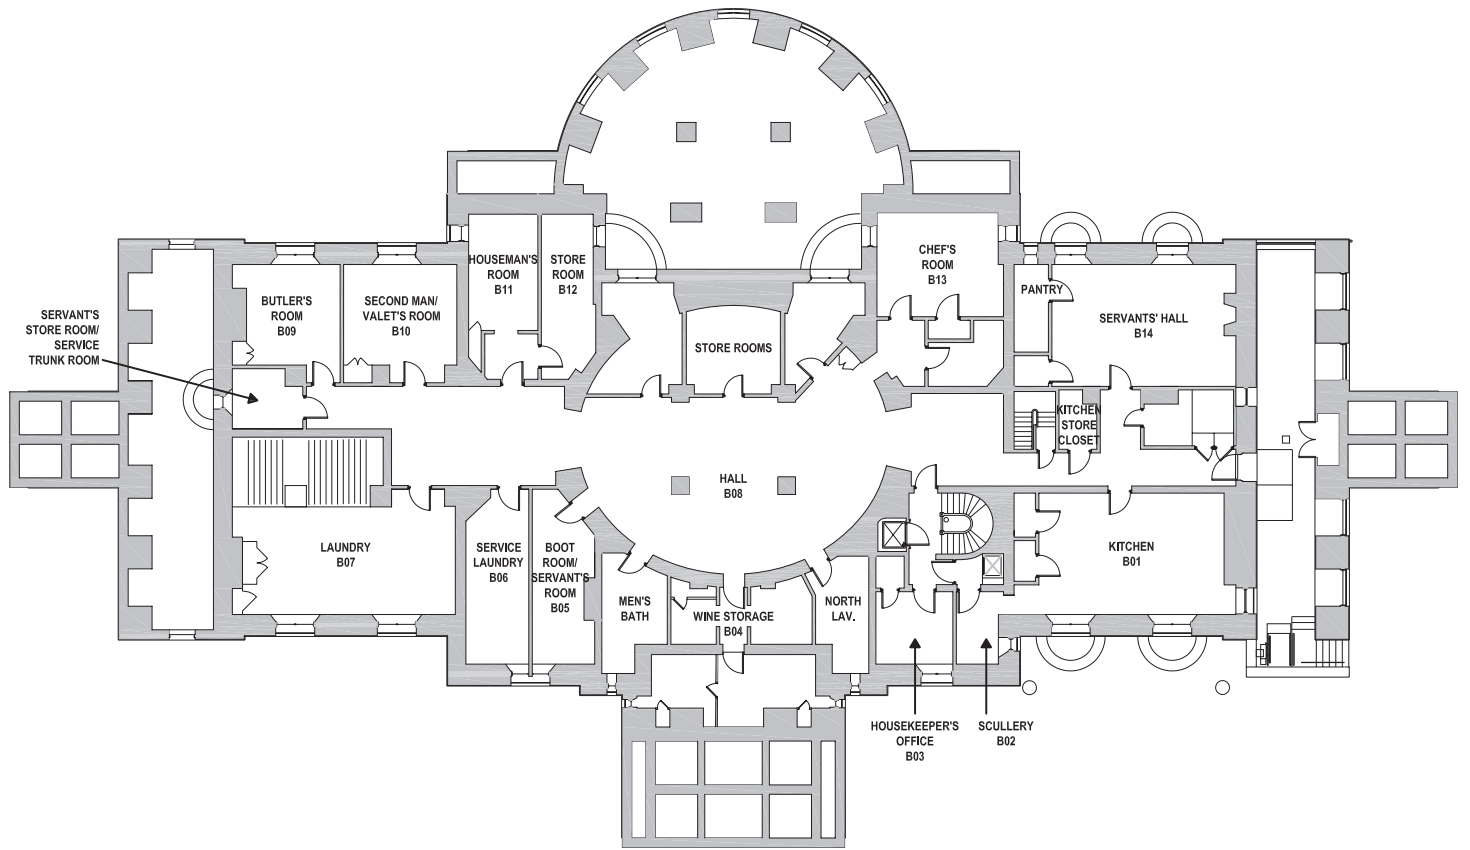 SERVANT'S
STORE ROOM/
SERVICE
TRUNK ROOM
BUTLER'S
ROOM
B09
SECOND MAN/
VALET'S ROOM
B10
HOUSEMAN'S
ROOM
B11
STORE
ROOM
B12
STORE ROOMS
CHEF'S
ROOM
B13
PANTRY
SERVANTS' HALL
B14
KITCHEN
STORE
CLOSET
HALL
B08
LAUNDRY
B07
SERVICE
LAUNDRY
B06
BOOT
ROOM/
SERVANT'S
ROOM
B05
MEN'S
BATH
WINE STORAGE
B04
NORTH
LAV.
KITCHEN
B01
HOUSEKEEPER'S
OFFICE
B03
SCULLERY
B02